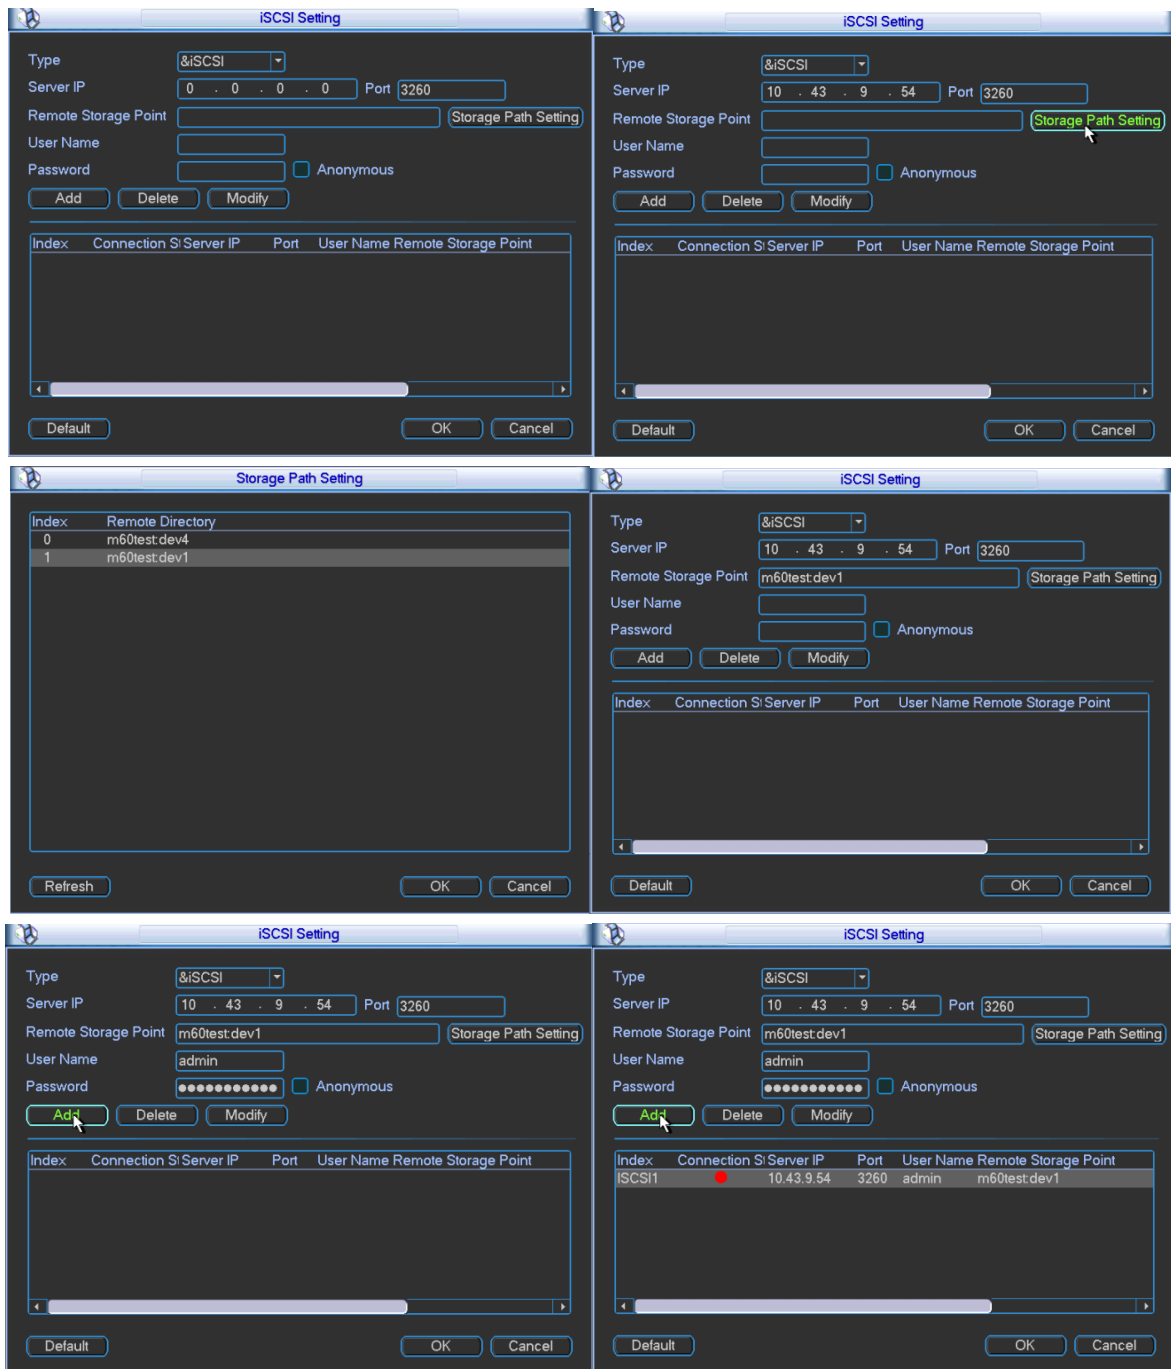 iSCSI Setting
Type &iSCSI
Server IP 0 . 0 . 0 . 0 Port 3260
Remote Storage Point Storage Path Setting
User Name
Password Anonymous
Add Delete Modify
Index Connection S Server IP Port User Name Remote Storage Point
Default OK Cancel
iSCSI Setting
Type &iSCSI
Server IP 10 . 43 . 9 . 54 Port 3260
Remote Storage Point Storage Path Setting
User Name
Password Anonymous
Add Delete Modify
Index Connection S Server IP Port User Name Remote Storage Point
Default OK Cancel
Storage Path Setting
Index Remote Directory
0 m60test:dev4
1 m60test:dev1
Refresh OK Cancel
iSCSI Setting
Type &iSCSI
Server IP 10 . 43 . 9 . 54 Port 3260
Remote Storage Point m60test:dev1 Storage Path Setting
User Name
Password Anonymous
Add Delete Modify
Index Connection S Server IP Port User Name Remote Storage Point
Default OK Cancel
iSCSI Setting
Type &iSCSI
Server IP 10 . 43 . 9 . 54 Port 3260
Remote Storage Point m60test:dev1 Storage Path Setting
User Name admin
Password ●●●●●●●●●●● Anonymous
Add Delete Modify
Index Connection S Server IP Port User Name Remote Storage Point
Default OK Cancel
iSCSI Setting
Type &iSCSI
Server IP 10 . 43 . 9 . 54 Port 3260
Remote Storage Point m60test:dev1 Storage Path Setting
User Name admin
Password ●●●●●●●●●●● Anonymous
Add Delete Modify
Index Connection S Server IP Port User Name Remote Storage Point
ISCSI1 10.43.9.54 3260 admin m60test:dev1
Default OK Cancel